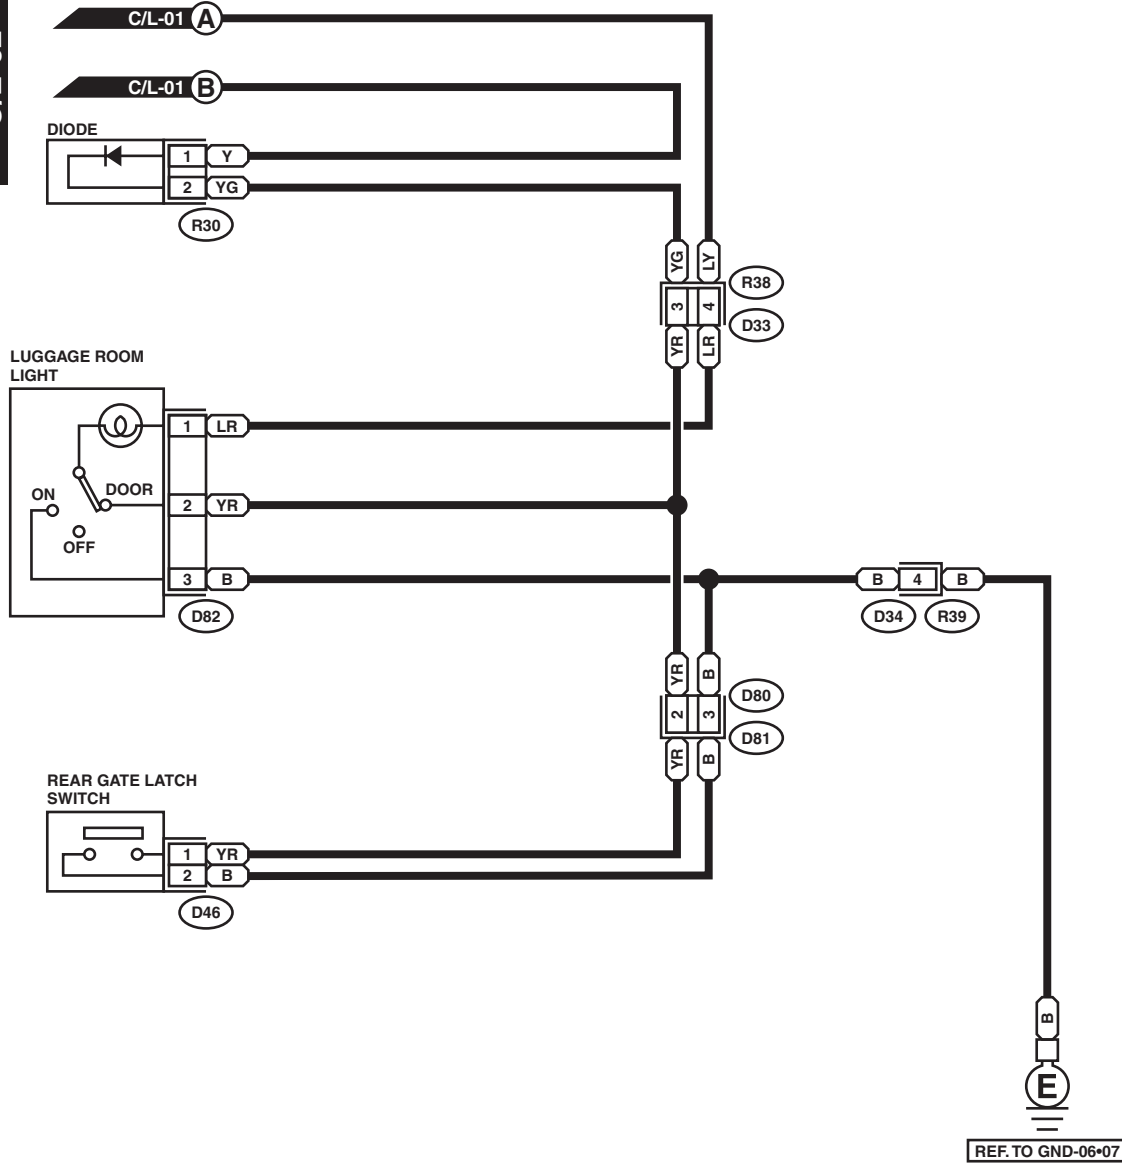 C/L-01 A
C/L-01 B
DIODE
1 Y
2 YG
R30
YG LY
R38
3 4
D33
YR LR
LUGGAGE ROOM
LIGHT
1 LR
ON
DOOR
2 YR
OFF
3 B
B 4 B
D82
D34
R39
YR B
D80
2 3
D81
YR B
REAR GATE LATCH
SWITCH
1 YR
2 B
D46
B
E
REF. TO GND-06•07